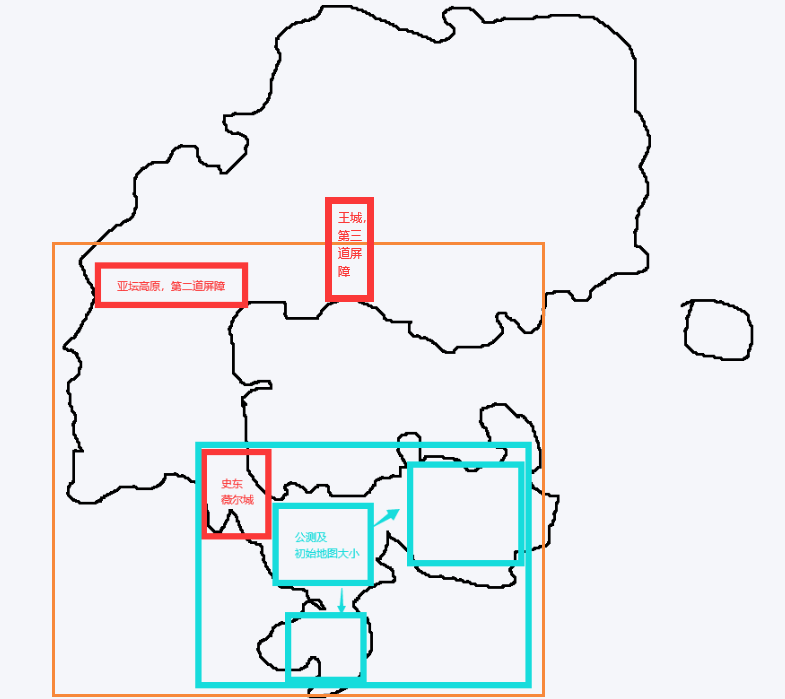 王城，
第三
道屏
障
亚坛高原，第二道屏障
史东
薇尔城
公测及
初始地图大小